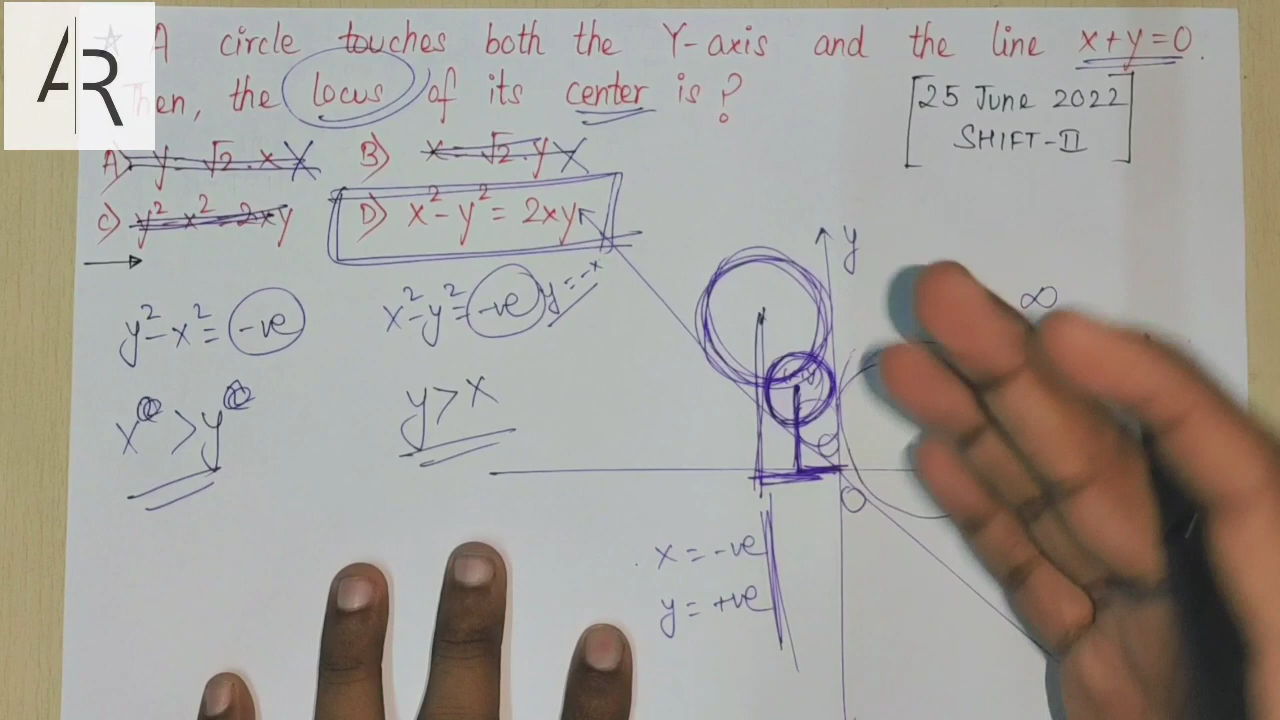 AR
A circle touches both the Y-axis and the line x+y=0.
Then, the locus of its center is ?
[25 June 2022
SHIFT-II]
A) y = √2.x X B) x = √2.y X
C) y² - x² = 2xy D) x² - y² = 2xy
y² - x² = -ve x² - y² = -ve y = -x
x > y y > x
y
∞
x = -ve
y = +ve